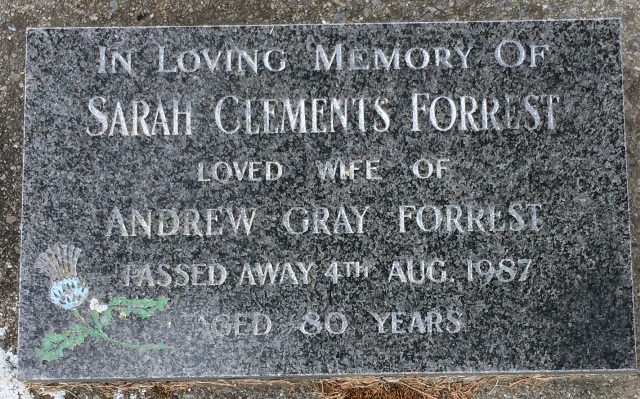 IN LOVING MEMORY OF
SARAH CLEMENTS FORREST
LOVED WIFE OF
ANDREW GRAY FORREST
PASSED AWAY 4TH AUG. 1987
AGED 80 YEARS